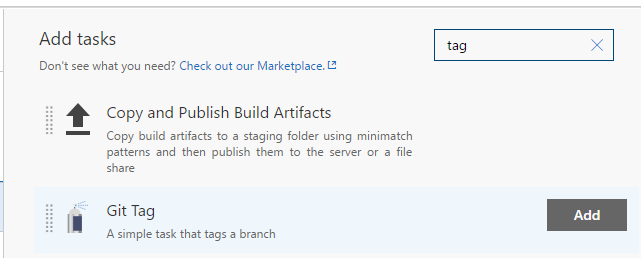 Add tasks
tag
Don't see what you need? Check out our Marketplace.
Copy and Publish Build Artifacts
Copy build artifacts to a staging folder using minimatch
patterns and then publish them to the server or a file
share
Git Tag
Add
A simple task that tags a branch